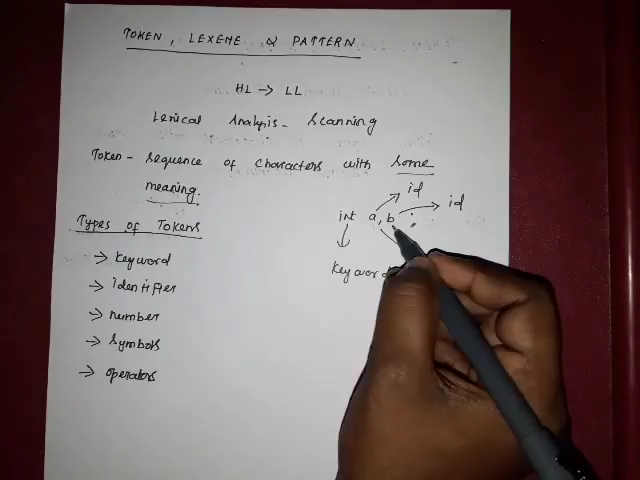 TOKEN, LEXEME & PATTERN
HL → LL
Lexical Analysis - Scanning
Token - Sequence of characters with some
meaning.
Types of Tokens
→ keyword
→ identifier
→ number
→ symbols
→ operators
id
id
int a, b ;
keyword